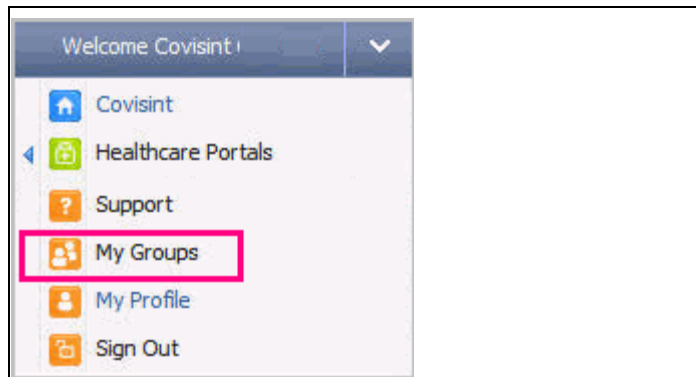 Welcome Covisint
Covisint
Healthcare Portals
Support
My Groups
My Profile
Sign Out